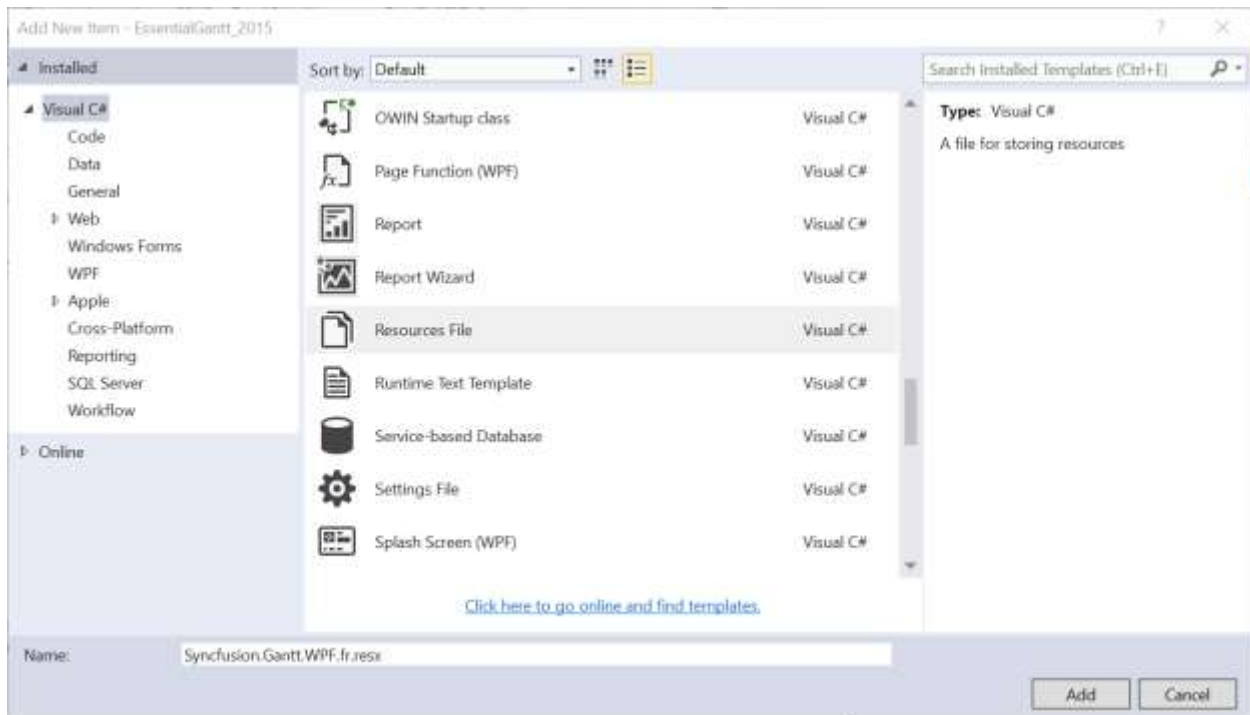 Add New Item - EssentialGantt_2015
Installed
Sort by: Default
Search Installed Templates (Ctrl+E)
Visual C#
Code
Data
General
Web
Windows Forms
WPF
Apple
Cross-Platform
Reporting
SQL Server
Workflow
Online
OWIN Startup class Visual C#
Page Function (WPF) Visual C#
Report Visual C#
Report Wizard Visual C#
Resources File Visual C#
Runtime Text Template Visual C#
Service-based Database Visual C#
Settings File Visual C#
Splash Screen (WPF) Visual C#
Click here to go online and find templates.
Type: Visual C#
A file for storing resources
Name: Syncfusion.Gantt.WPF.fr.resx
Add Cancel